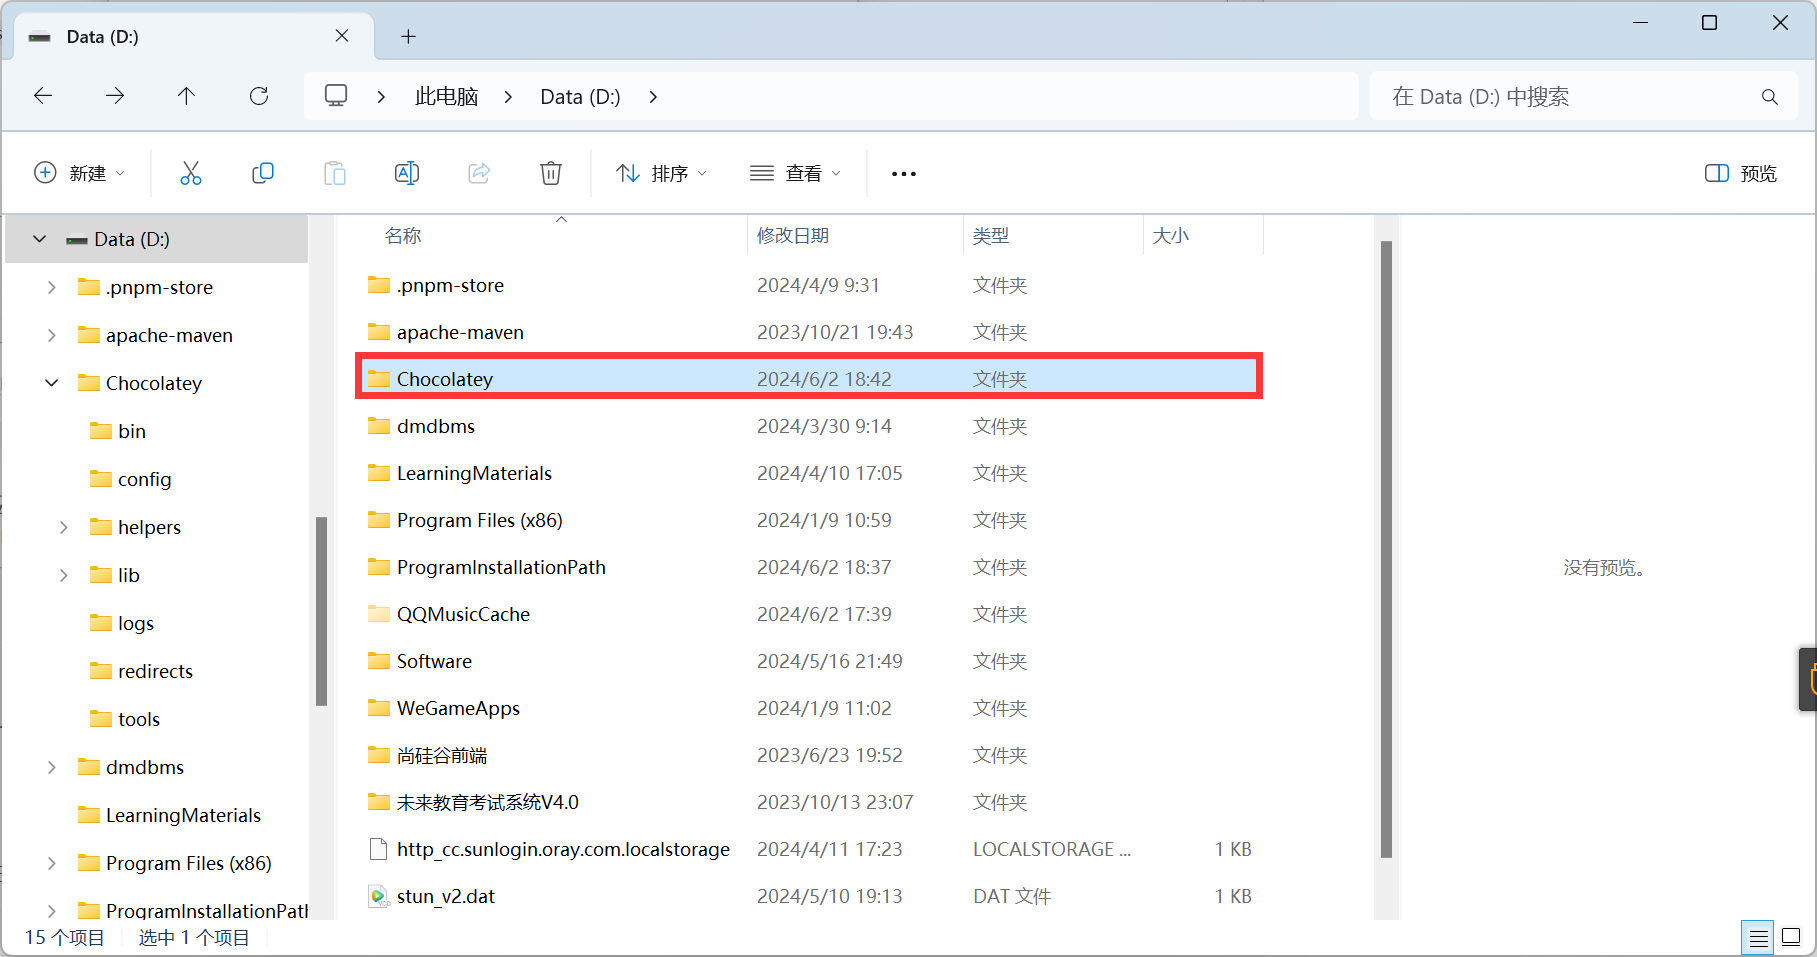 Data (D:)
此电脑 Data (D:)
在 Data (D:) 中搜索
新建
排序
查看
预览
Data (D:)
.pnpm-store
apache-maven
Chocolatey
bin
config
helpers
lib
logs
redirects
tools
dmdbms
LearningMaterials
Program Files (x86)
ProgramInstallationPath
名称 修改日期 类型 大小
.pnpm-store 2024/4/9 9:31 文件夹
apache-maven 2023/10/21 19:43 文件夹
Chocolatey 2024/6/2 18:42 文件夹
dmdbms 2024/3/30 9:14 文件夹
LearningMaterials 2024/4/10 17:05 文件夹
Program Files (x86) 2024/1/9 10:59 文件夹
ProgramInstallationPath 2024/6/2 18:37 文件夹
QQMusicCache 2024/6/2 17:39 文件夹
Software 2024/5/16 21:49 文件夹
WeGameApps 2024/1/9 11:02 文件夹
尚硅谷前端 2023/6/23 19:52 文件夹
未来教育考试系统V4.0 2023/10/13 23:07 文件夹
http_cc.sunlogin.oray.com.localstorage 2024/4/11 17:23 LOCALSTORAGE ... 1 KB
stun_v2.dat 2024/5/10 19:13 DAT 文件 1 KB
没有预览。
15 个项目 选中 1 个项目